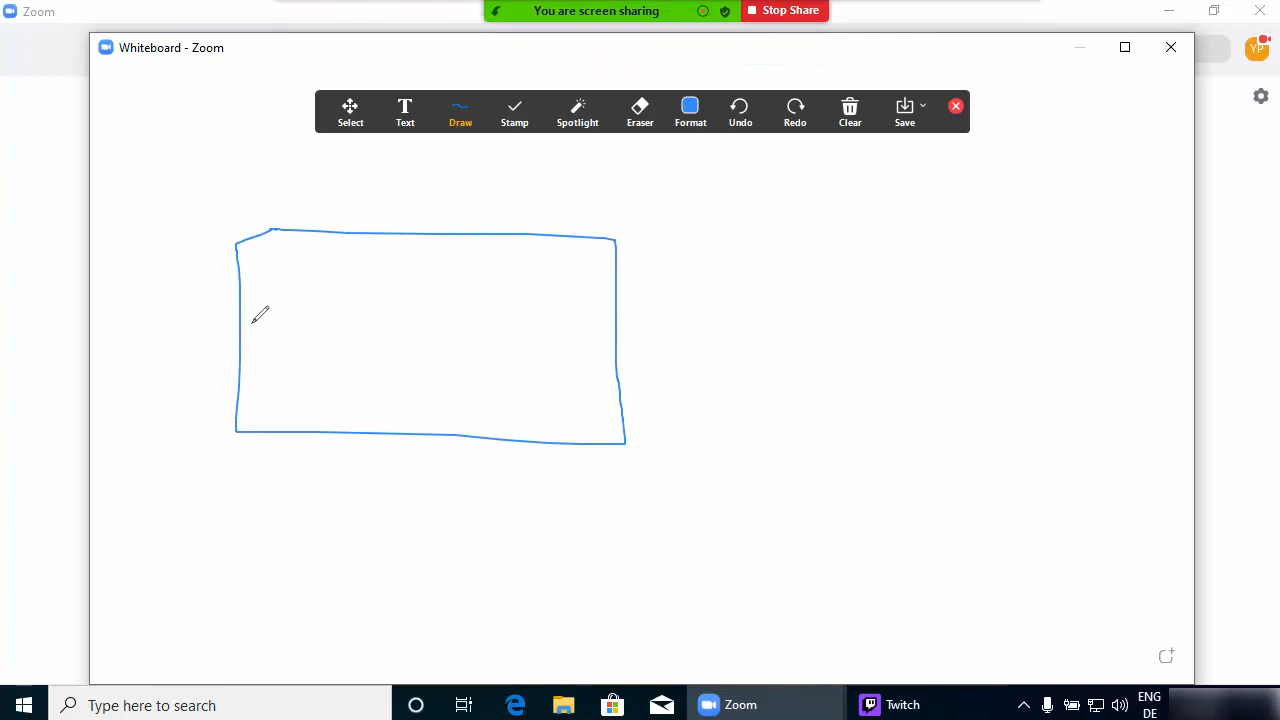 Zoom
You are screen sharing
Stop Share
Whiteboard - Zoom
YP
Select
Text
Draw
Stamp
Spotlight
Eraser
Format
Undo
Redo
Clear
Save
Type here to search
Zoom
Twitch
ENG
DE